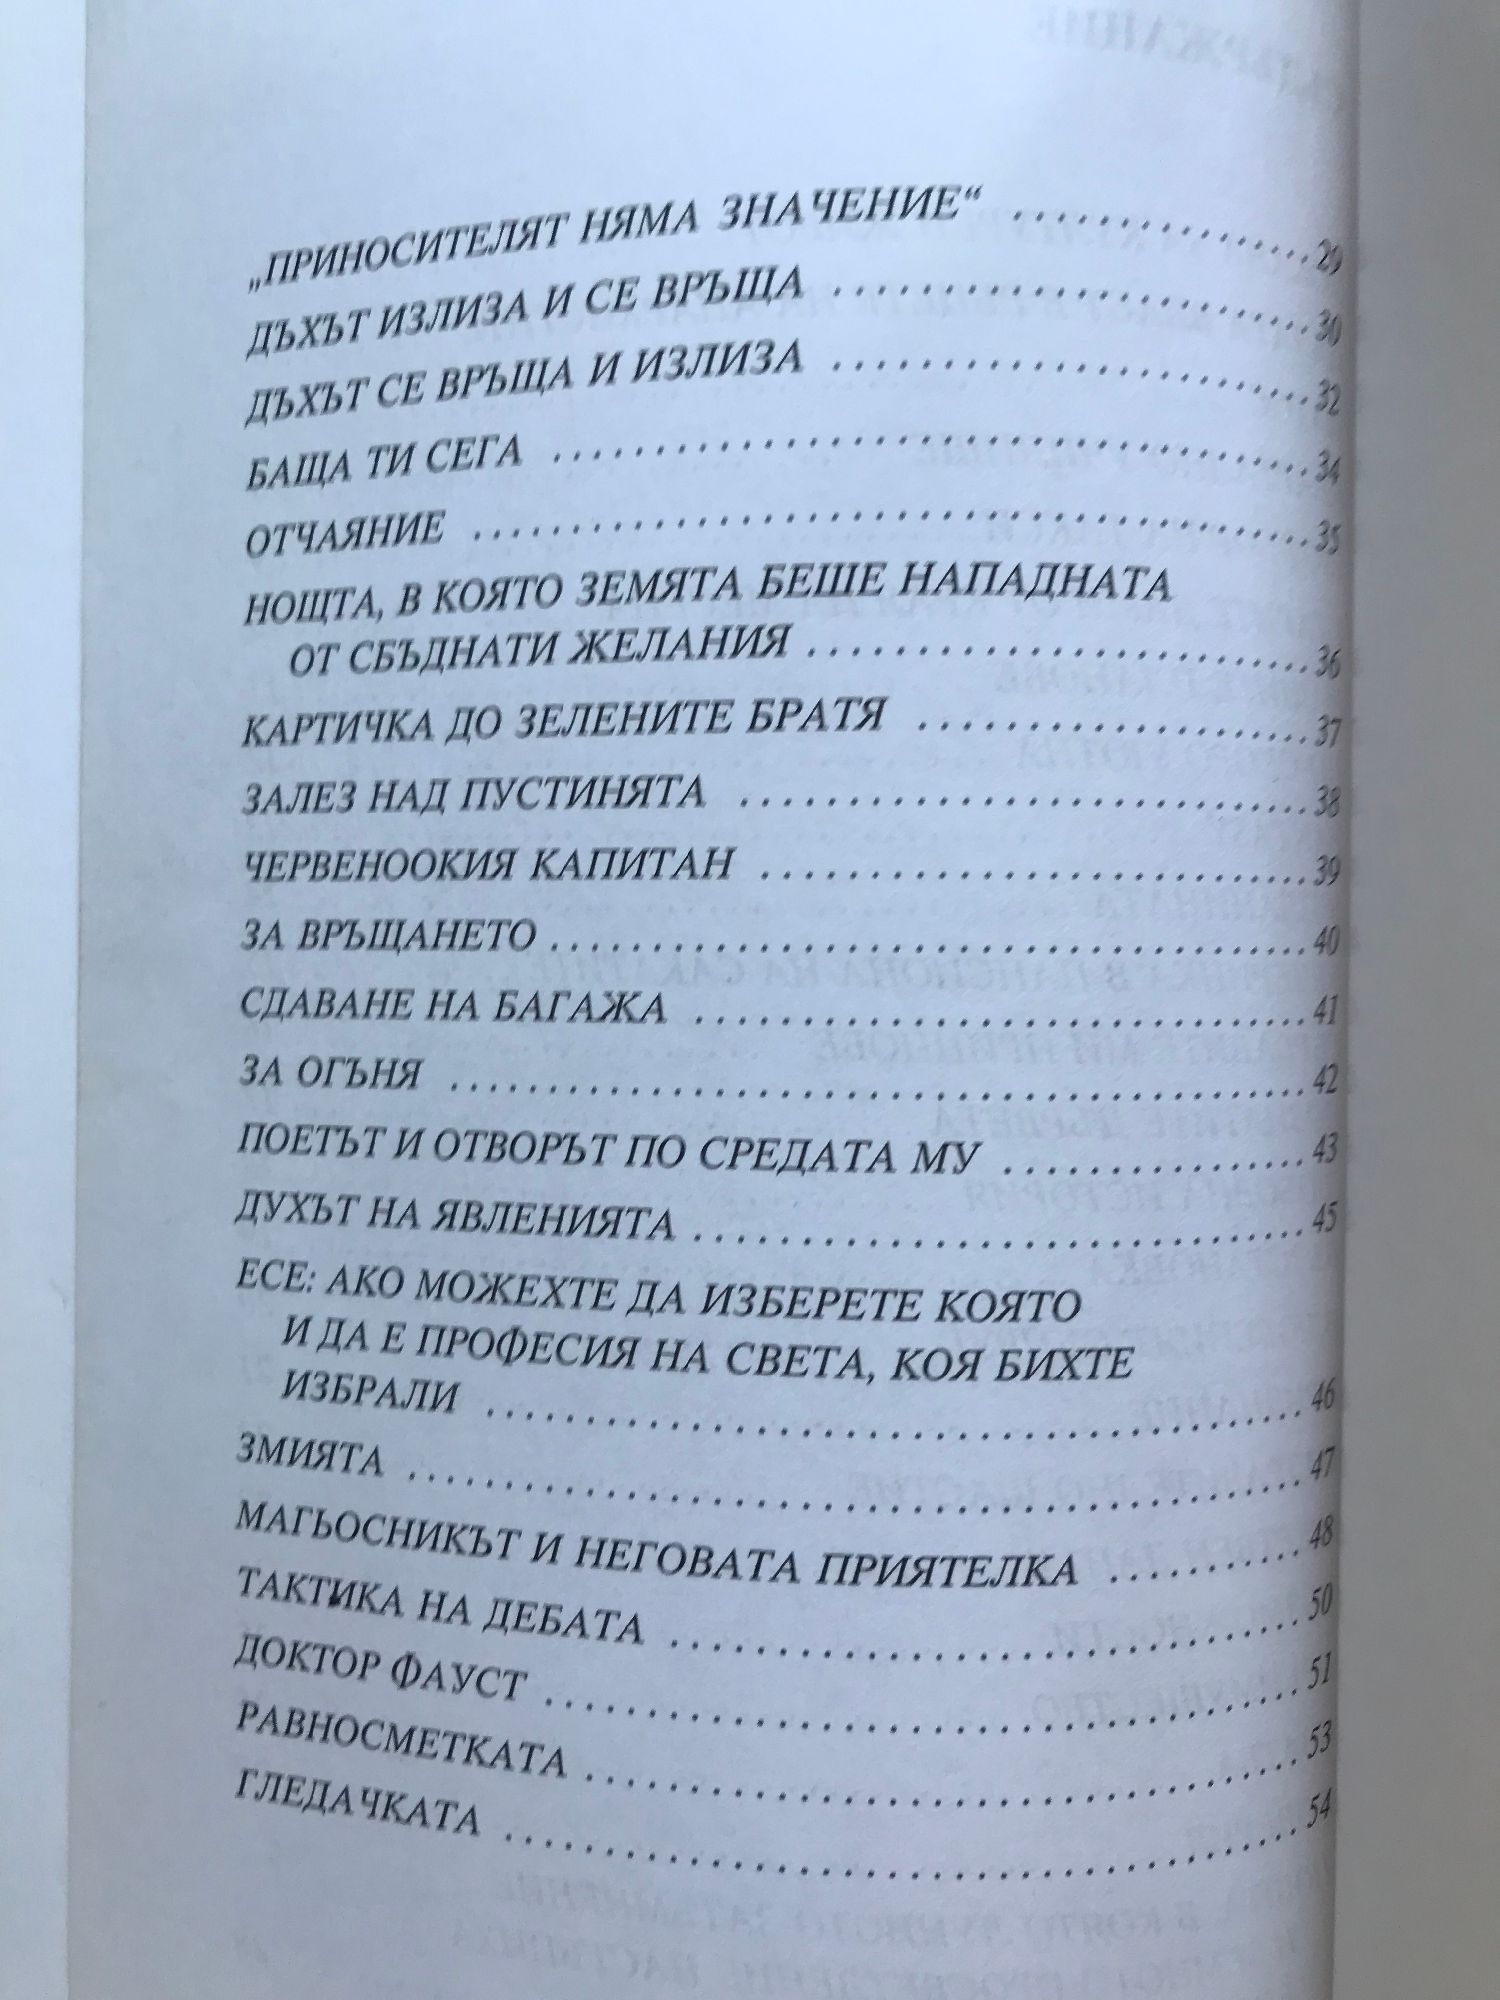 „ПРИНОСИТЕЛЯТ НЯМА ЗНАЧЕНИЕ“ 29
ДЪХЪТ ИЗЛИЗА И СЕ ВРЪЩА 30
ДЪХЪТ СЕ ВРЪЩА И ИЗЛИЗА 32
БАЩА ТИ СЕГА 34
ОТЧАЯНИЕ 35
НОЩТА, В КОЯТО ЗЕМЯТА БЕШЕ НАПАДНАТА
ОТ СБЪДНАТИ ЖЕЛАНИЯ 36
КАРТИЧКА ДО ЗЕЛЕНИТЕ БРАТЯ 37
ЗАЛЕЗ НАД ПУСТИНЯТА 38
ЧЕРВЕНООКИЯ КАПИТАН 39
ЗА ВРЪЩАНЕТО 40
СДАВАНЕ НА БАГАЖА 41
ЗА ОГЪНЯ 42
ПОЕТЪТ И ОТВОРЪТ ПО СРЕДАТА МУ 43
ДУХЪТ НА ЯВЛЕНИЯТА 45
ЕСЕ: АКО МОЖЕХТЕ ДА ИЗБЕРЕТЕ КОЯТО
И ДА Е ПРОФЕСИЯ НА СВЕТА, КОЯ БИХТЕ
ИЗБРАЛИ 46
ЗМИЯТА 47
МАГЬОСНИКЪТ И НЕГОВАТА ПРИЯТЕЛКА 48
ТАКТИКА НА ДЕБАТА 50
ДОКТОР ФАУСТ 51
РАВНОСМЕТКАТА 53
ГЛЕДАЧКАТА 54